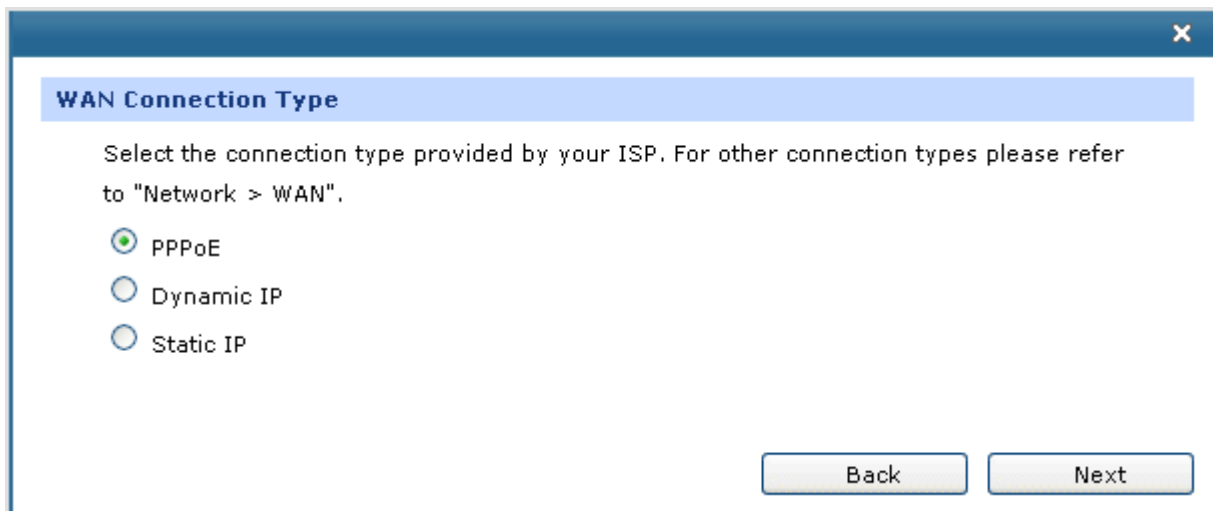 WAN Connection Type
Select the connection type provided by your ISP. For other connection types please refer
to "Network > WAN".
PPPoE
Dynamic IP
Static IP
Back Next